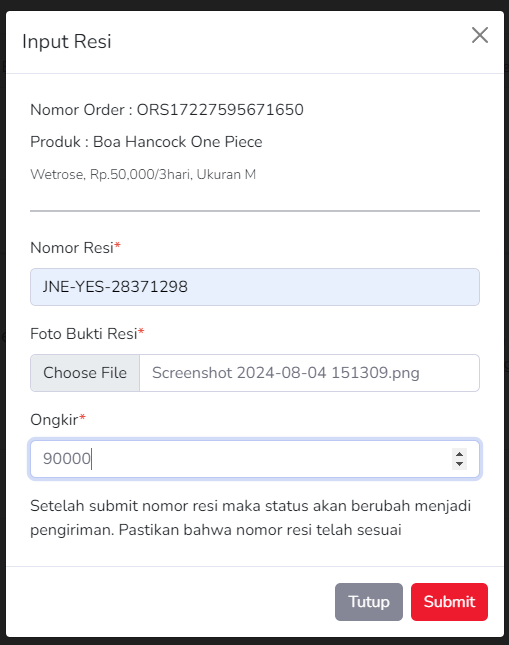 Input Resi
Nomor Order : ORS17227595671650
Produk : Boa Hancock One Piece
Wetrose, Rp.50,000/3hari, Ukuran M
Nomor Resi*
JNE-YES-28371298
Foto Bukti Resi*
Choose File Screenshot 2024-08-04 151309.png
Ongkir*
90000
Setelah submit nomor resi maka status akan berubah menjadi
pengiriman. Pastikan bahwa nomor resi telah sesuai
Tutup Submit